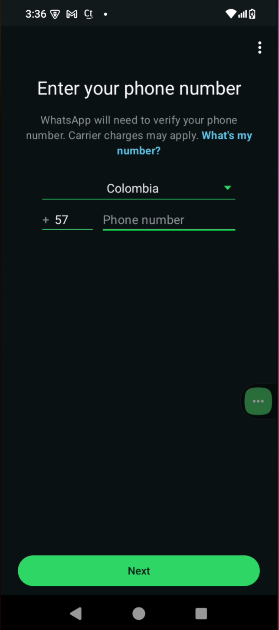 3:36
Enter your phone number
WhatsApp will need to verify your phone
number. Carrier charges may apply. What's my
number?
Colombia
+ 57 Phone number
Next